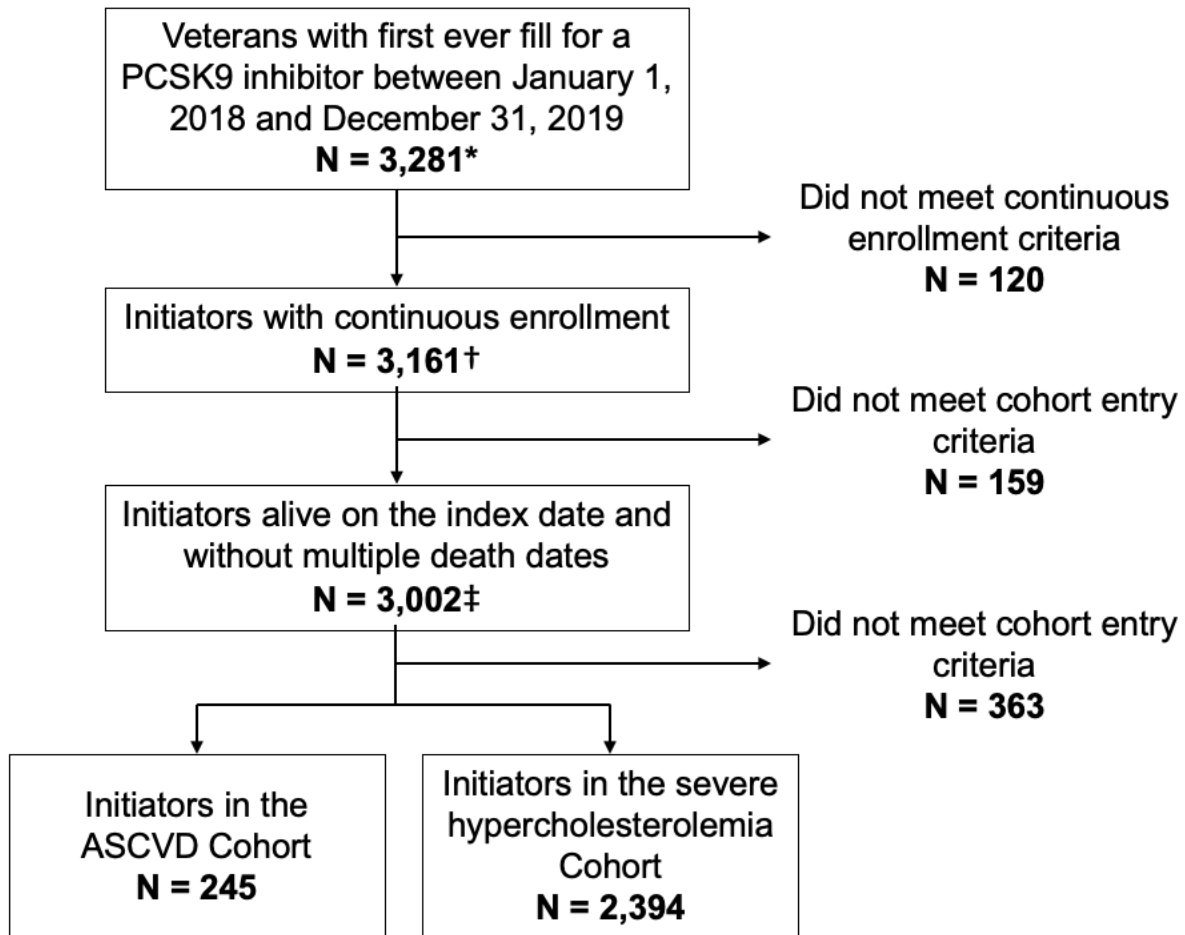 Veterans with first ever fill for a
PCSK9 inhibitor between January 1,
2018 and December 31, 2019
N = 3,281*
Did not meet continuous
enrollment criteria
N = 120
Initiators with continuous enrollment
N = 3,161†
Did not meet cohort entry
criteria
N = 159
Initiators alive on the index date and
without multiple death dates
N = 3,002‡
Did not meet cohort entry
criteria
N = 363
Initiators in the
ASCVD Cohort
N = 245
Initiators in the severe
hypercholesterolemia
Cohort
N = 2,394